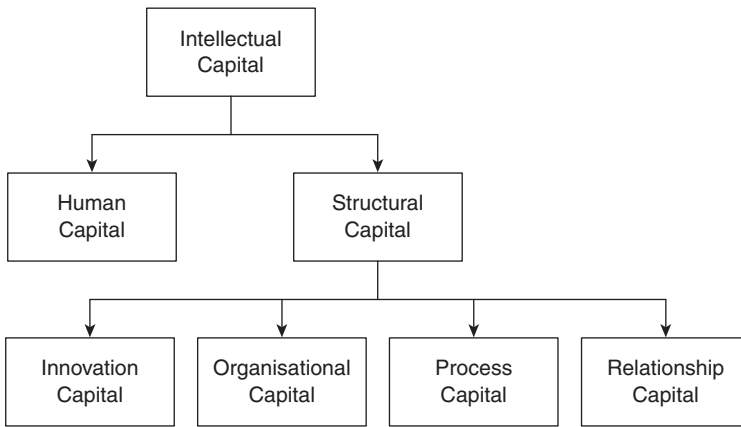 Intellectual
Capital
Human
Capital
Structural
Capital
Innovation
Capital
Organisational
Capital
Process
Capital
Relationship
Capital